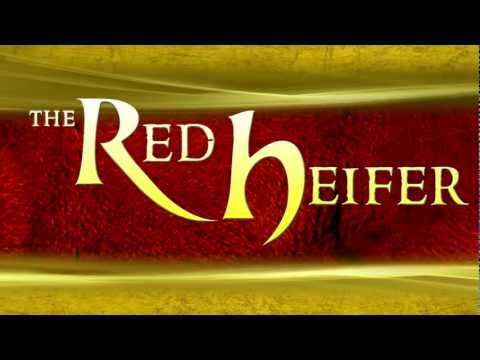 THE RED HEIFER